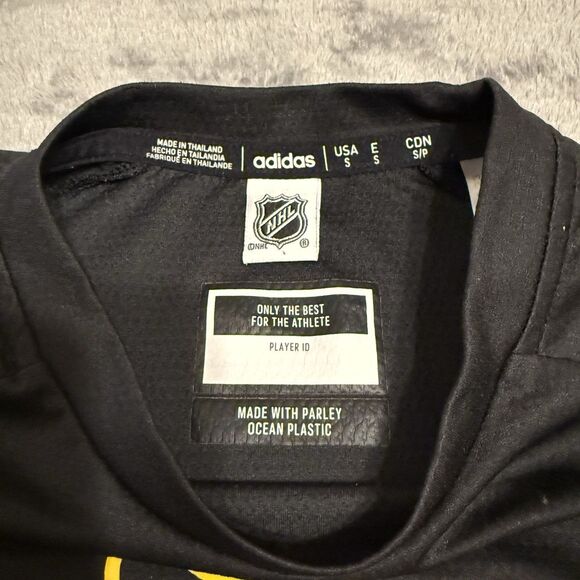 MADE IN THAILAND
HECHO EN TAILANDIA
FABRIQUÉ EN THAILANDE
adidas
USA E CDN
S S S/P
NHL
©NHL ®
ONLY THE BEST
FOR THE ATHLETE
PLAYER ID
MADE WITH PARLEY
OCEAN PLASTIC